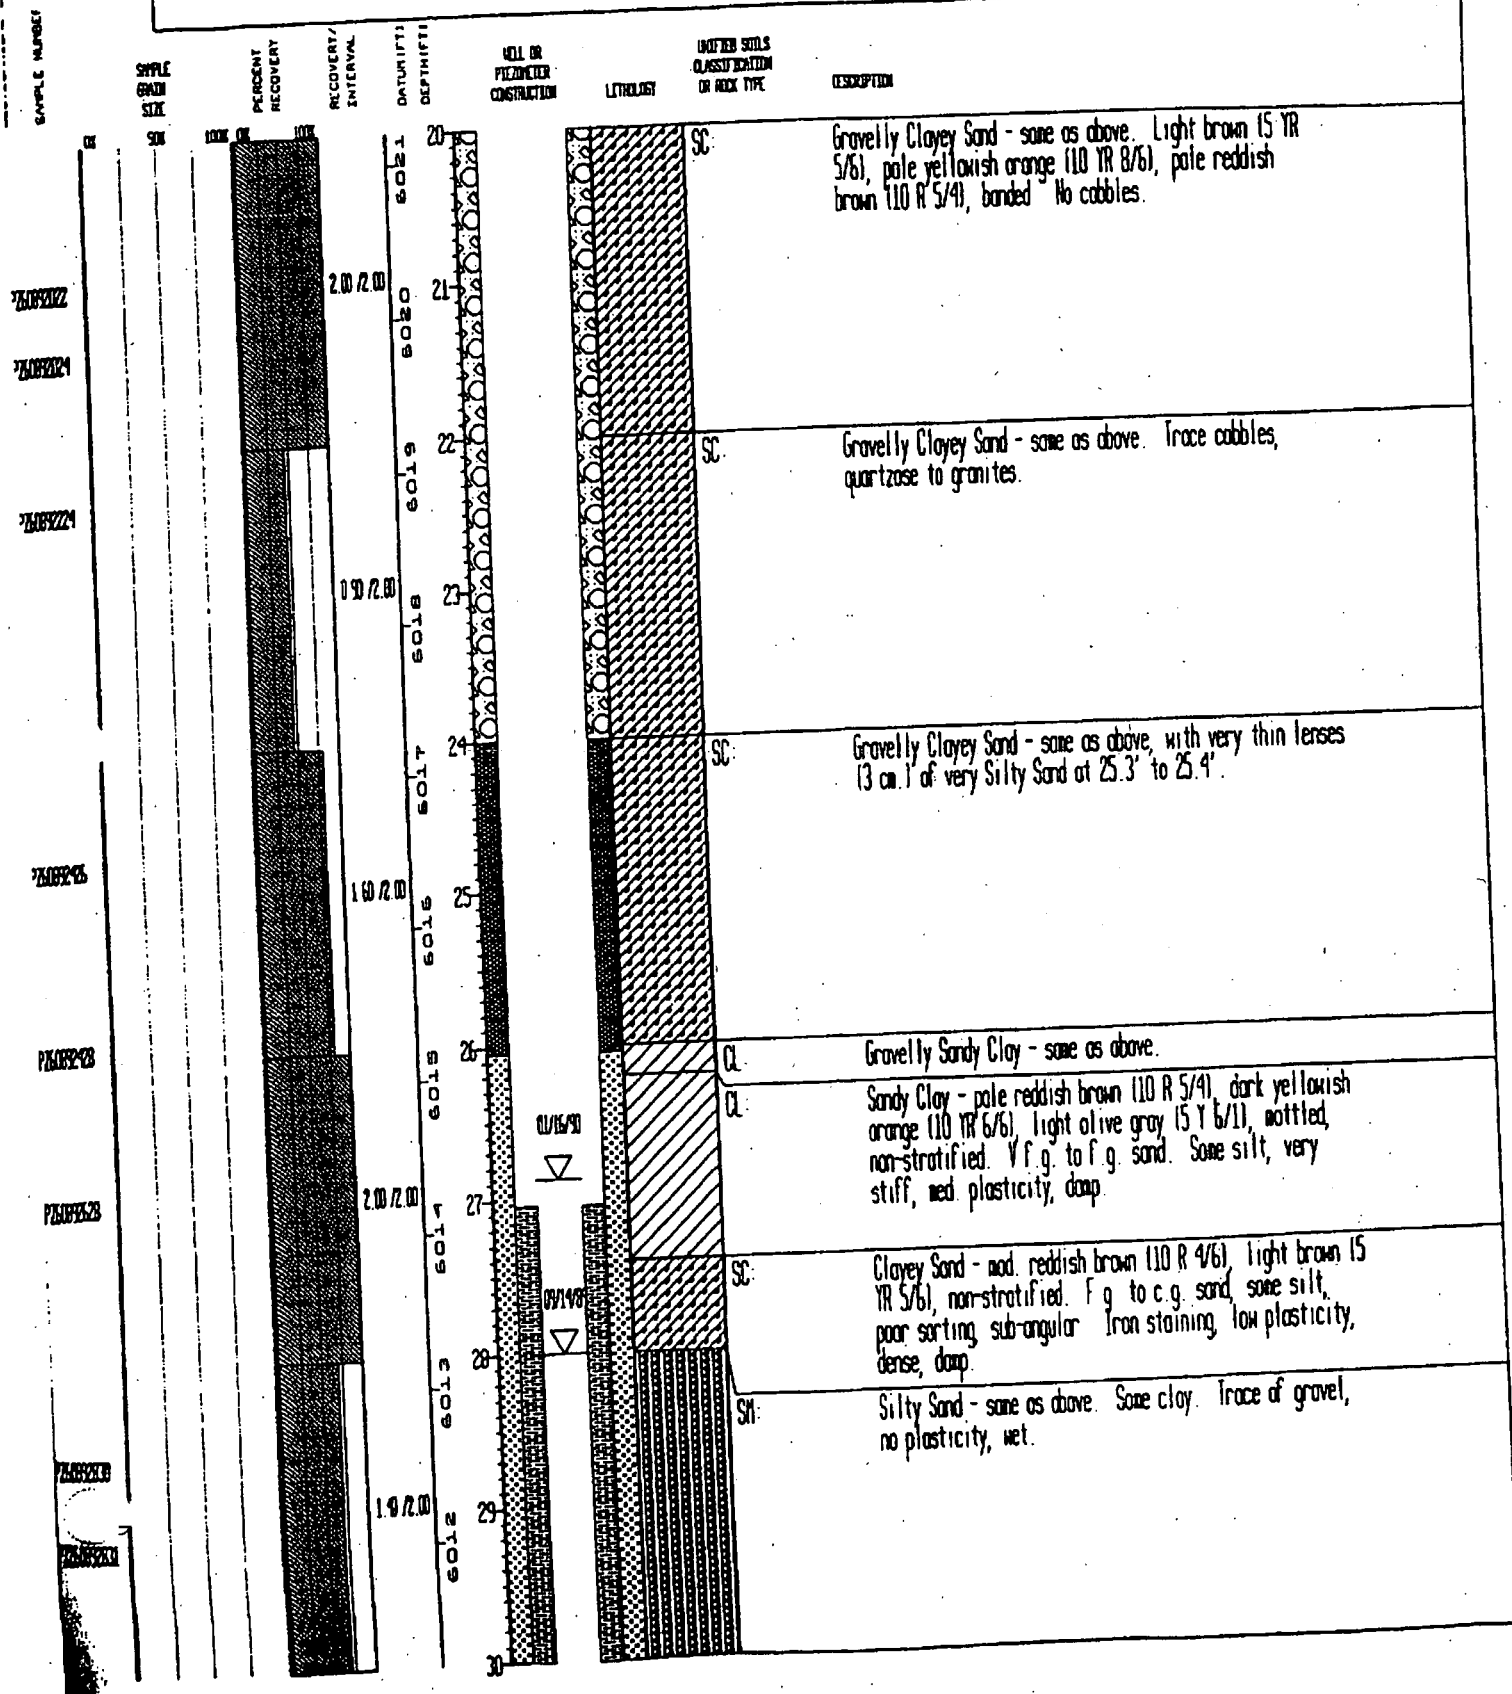 SAMPLE NUMBER
SAMPLE
GRAIN
SIZE
PERCENT
RECOVERY
RECOVERY/
INTERVAL
DATUM(FT)
DEPTH(FT)
WELL OR
PIEZOMETER
CONSTRUCTION
LITHOLOGY
UNIFIED SOILS
CLASSIFICATION
OR ROCK TYPE
DESCRIPTION
0% 50% 100% 0% 100%
6021
20
SC:
Gravelly Clayey Sand - same as above. Light brown (5 YR
5/6), pale yellowish orange (10 YR 8/6), pale reddish
brown (10 R 5/4), banded No cobbles.
2.00 /2.00
6020
21
6019
22
SC:
Gravelly Clayey Sand - same as above. Trace cobbles,
quartzose to granites.
0 90 /2.00
6018
23
6017
24
SC:
Gravelly Clayey Sand - same as above, with very thin lenses
(3 cm.) of very Silty Sand at 25.3' to 25.4'.
1 60 /2.00
6016
25
P260892428
6015
26
CL:
Gravelly Sandy Clay - same as above.
CL:
Sandy Clay - pale reddish brown (10 R 5/4), dark yellowish
orange (10 YR 6/6), light olive gray (5 Y 6/1), mottled,
non-stratified. V f.g. to f.g. sand. Some silt, very
stiff, med. plasticity, damp
01/16/90
P260892628
2.00 /2.00
6014
27
SC:
Clayey Sand - mod. reddish brown (10 R 4/6), light brown (5
YR 5/6), non-stratified. F g to c.g. sand, some silt,
poor sorting, sub-angular Iron staining, low plasticity,
dense, damp.
6013
28
SM:
Silty Sand - same as above. Some clay. Trace of gravel,
no plasticity, wet.
6012
29
30